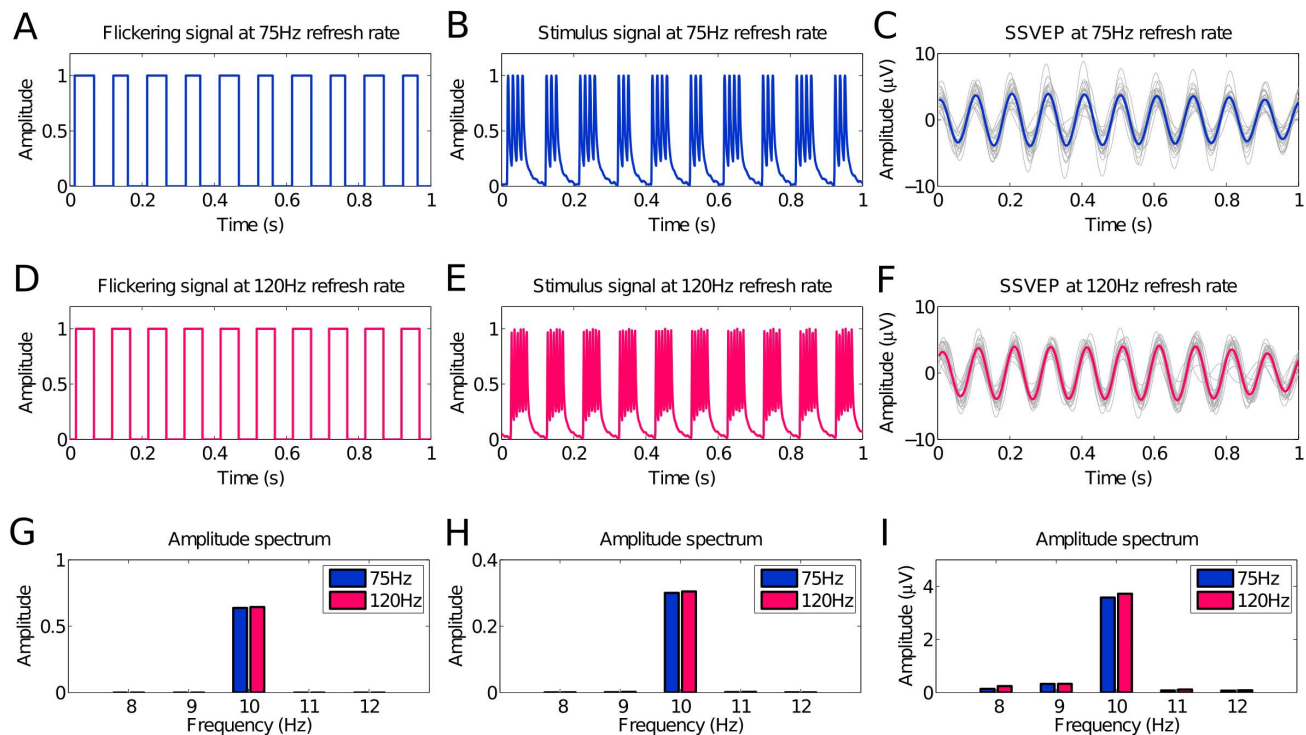 A
Flickering signal at 75Hz refresh rate
Amplitude
1
0.5
0
0 0.2 0.4 0.6 0.8 1
Time (s)
B
Stimulus signal at 75Hz refresh rate
Amplitude
1
0.5
0
0 0.2 0.4 0.6 0.8 1
Time (s)
C
SSVEP at 75Hz refresh rate
Amplitude (µV)
10
0
−10
0 0.2 0.4 0.6 0.8 1
Time (s)
D
Flickering signal at 120Hz refresh rate
Amplitude
1
0.5
0
0 0.2 0.4 0.6 0.8 1
Time (s)
E
Stimulus signal at 120Hz refresh rate
Amplitude
1
0.5
0
0 0.2 0.4 0.6 0.8 1
Time (s)
F
SSVEP at 120Hz refresh rate
Amplitude (µV)
10
0
−10
0 0.2 0.4 0.6 0.8 1
Time (s)
G
Amplitude spectrum
Amplitude
1
0.5
0
75Hz
120Hz
8 9 10 11 12
Frequency (Hz)
H
Amplitude spectrum
Amplitude
0.4
0.2
0
75Hz
120Hz
8 9 10 11 12
Frequency (Hz)
I
Amplitude spectrum
Amplitude (µV)
4
2
0
75Hz
120Hz
8 9 10 11 12
Frequency (Hz)